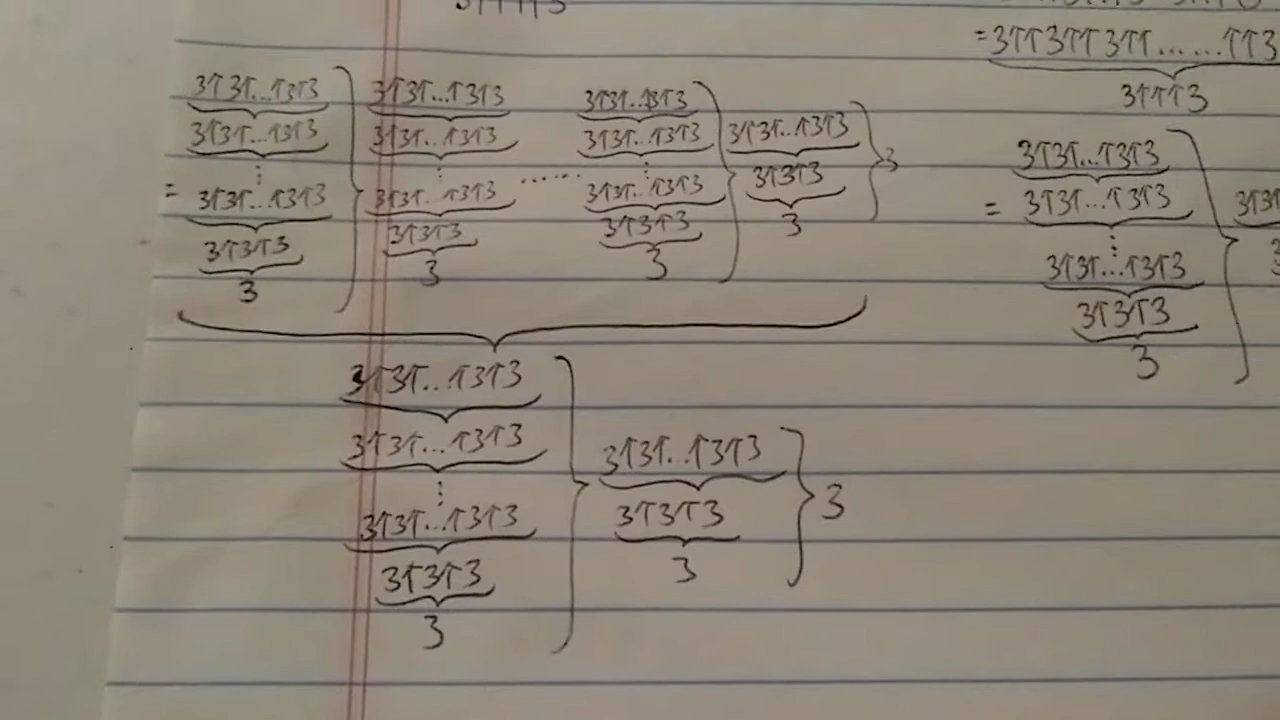 =3↑↑3↑↑3↑↑......↑↑3
3↑↑↑3
3↑3↑...↑3↑3 3↑3↑...↑3↑3 3↑3↑...↑3↑3
3↑3↑...↑3↑3 3↑3↑...↑3↑3 3↑3↑...↑3↑3 3↑3↑...↑3↑3
⋮ ⋮ ...... ⋮ 3↑3↑3 3
= 3↑3↑...↑3↑3 3↑3↑...↑3↑3 3↑3↑...↑3↑3 3
3↑3↑3 3↑3↑3 3↑3↑3
3 3 3
3↑3↑...↑3↑3
= 3↑3↑...↑3↑3
⋮
3↑3↑...↑3↑3
3↑3↑3
3
3↑3↑...↑3↑3
3↑3↑...↑3↑3 3↑3↑...↑3↑3
⋮
3↑3↑...↑3↑3 3↑3↑3 3
3↑3↑3 3
3